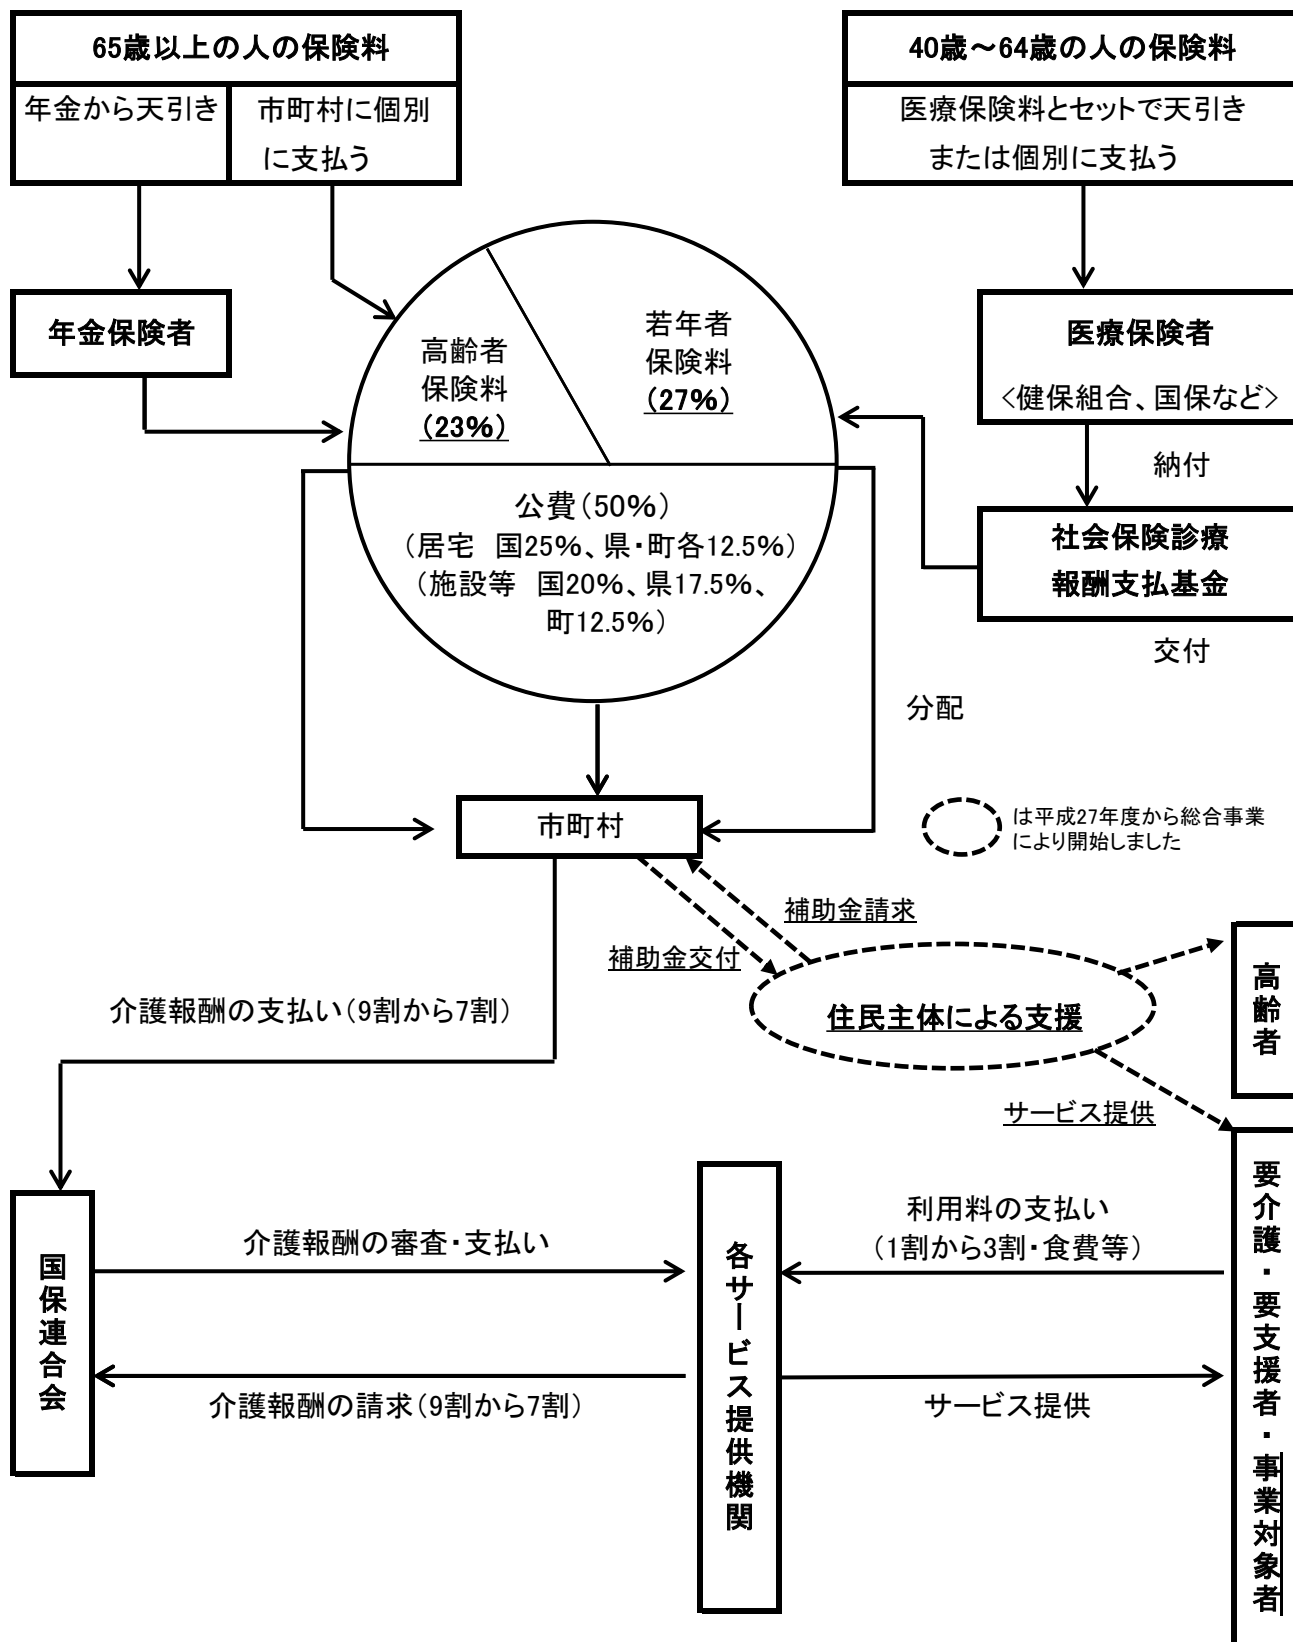 65歳以上の人の保険料
年金から天引き
市町村に個別
に支払う
40歳～64歳の人の保険料
医療保険料とセットで天引き
または個別に支払う
年金保険者
高齢者
保険料
(23%)
若年者
保険料
(27%)
医療保険者
<健保組合、国保など>
納付
公費(50%)
(居宅　国25%、県・町各12.5%)
(施設等　国20%、県17.5%、
町12.5%)
社会保険診療
報酬支払基金
交付
分配
市町村
は平成27年度から総合事業
により開始しました
補助金請求
補助金交付
住民主体による支援
高齢者
介護報酬の支払い(9割から7割)
サービス提供
国保連合会
介護報酬の審査・支払い
介護報酬の請求(9割から7割)
各サービス提供機関
利用料の支払い
(1割から3割・食費等)
サービス提供
要介護・要支援者・事業対象者